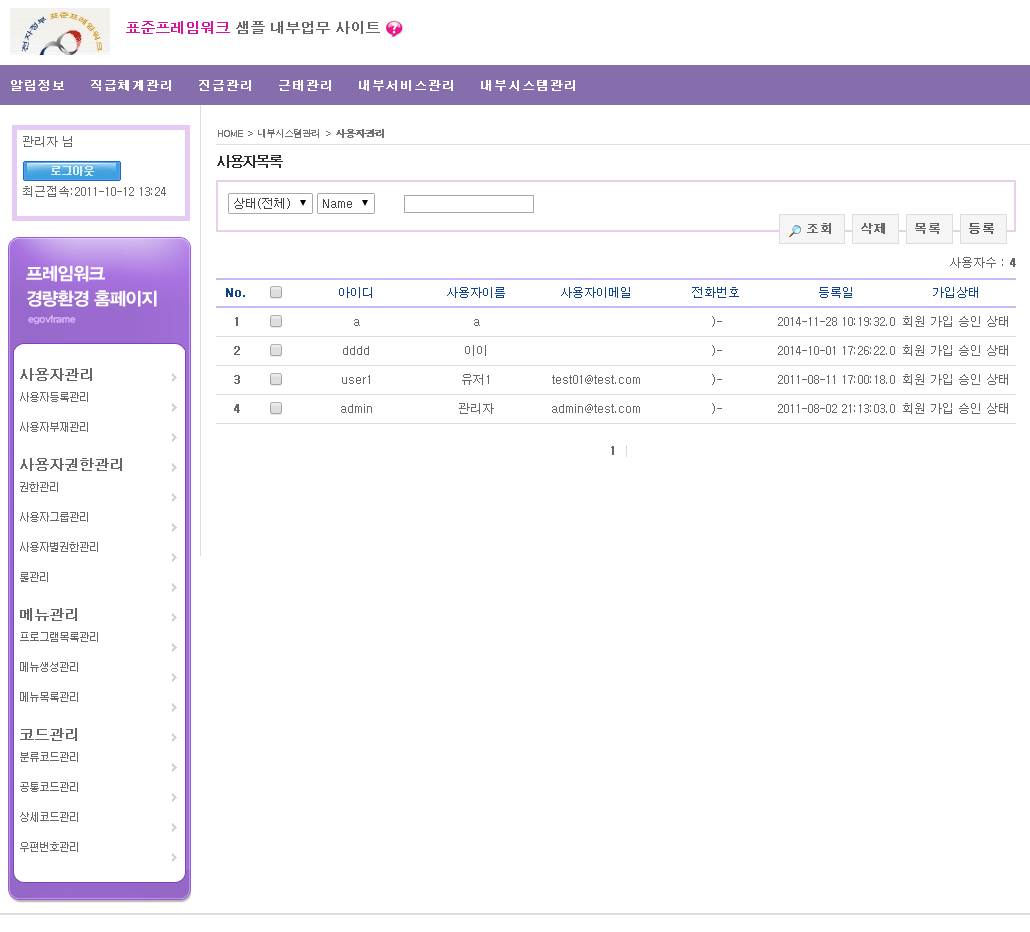 전자정부 표준프레임워크
표준프레임워크 샘플 내부업무 사이트 ?
알림정보 직급체계관리 진급관리 근태관리 내부서비스관리 내부시스템관리
관리자 님
로그아웃
최근접속:2011-10-12 13:24
프레임워크
경량환경 홈페이지
egovframe
사용자관리
사용자등록관리
사용자부재관리
사용자권한관리
권한관리
사용자그룹관리
사용자별권한관리
롤관리
메뉴관리
프로그램목록관리
메뉴생성관리
메뉴목록관리
코드관리
분류코드관리
공통코드관리
상세코드관리
우편번호관리
HOME > 내부시스템관리 > 사용자관리
사용자목록
상태(전체) ▼ Name ▼
조회 삭제 목록 등록
사용자수 : 4
No. 아이디 사용자이름 사용자이메일 전화번호 등록일 가입상태
1 a a )- 2014-11-28 10:19:32.0 회원 가입 승인 상태
2 dddd 이이 )- 2014-10-01 17:26:22.0 회원 가입 승인 상태
3 user1 유저1 test01@test.com )- 2011-08-11 17:00:18.0 회원 가입 승인 상태
4 admin 관리자 admin@test.com )- 2011-08-02 21:13:03.0 회원 가입 승인 상태
1